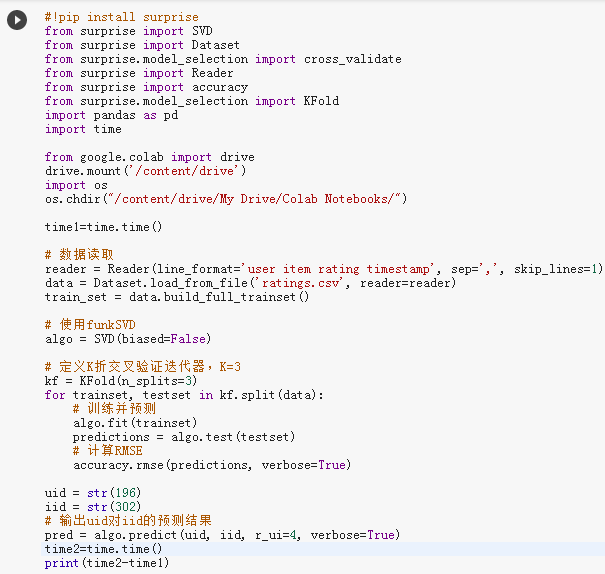 #!pip install surprise
from surprise import SVD
from surprise import Dataset
from surprise.model_selection import cross_validate
from surprise import Reader
from surprise import accuracy
from surprise.model_selection import KFold
import pandas as pd
import time
from google.colab import drive
drive.mount('/content/drive')
import os
os.chdir("/content/drive/My Drive/Colab Notebooks/")
time1=time.time()
# 数据读取
reader = Reader(line_format='user item rating timestamp', sep=',', skip_lines=1)
data = Dataset.load_from_file('ratings.csv', reader=reader)
train_set = data.build_full_trainset()
# 使用funkSVD
algo = SVD(biased=False)
# 定义K折交叉验证迭代器，K=3
kf = KFold(n_splits=3)
for trainset, testset in kf.split(data):
    # 训练并预测
    algo.fit(trainset)
    predictions = algo.test(testset)
    # 计算RMSE
    accuracy.rmse(predictions, verbose=True)
uid = str(196)
iid = str(302)
# 输出uid对iid的预测结果
pred = algo.predict(uid, iid, r_ui=4, verbose=True)
time2=time.time()
print(time2-time1)